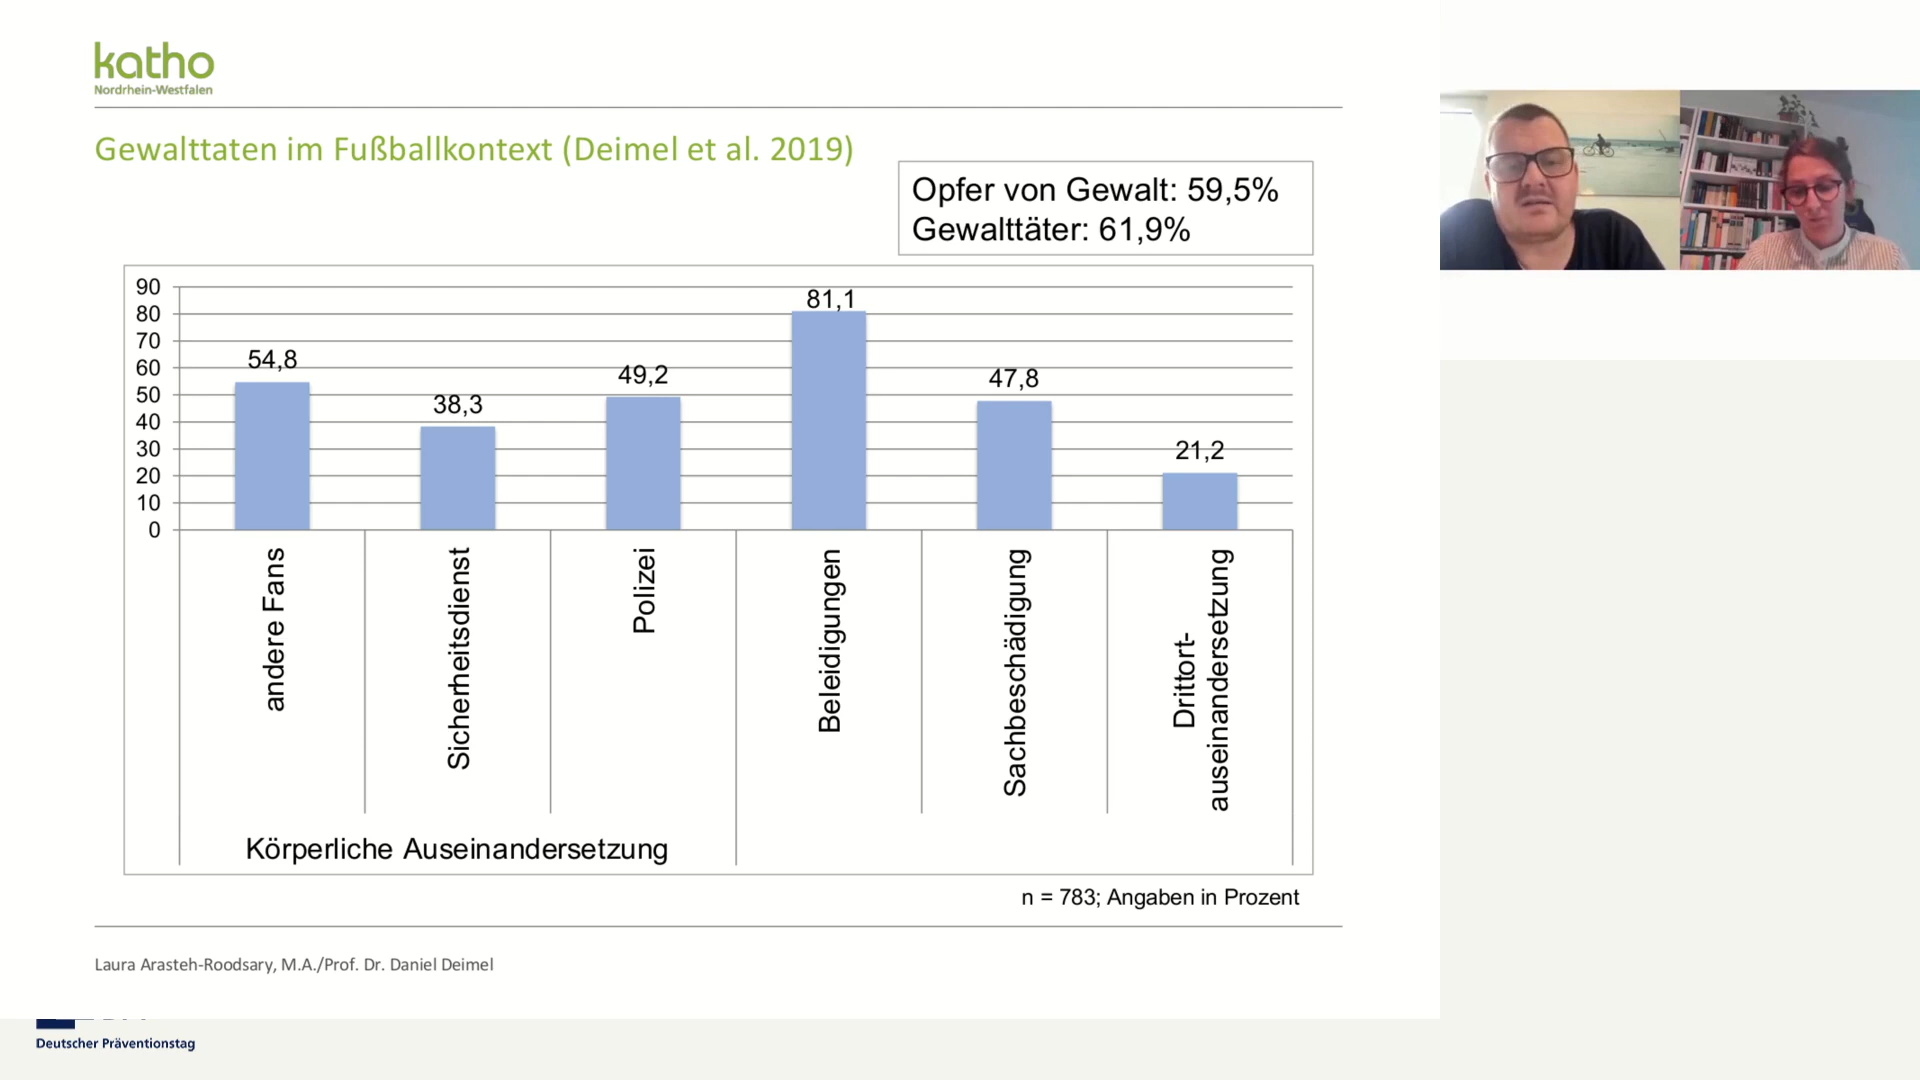 katho
Nordrhein-Westfalen
Gewalttaten im Fußballkontext (Deimel et al. 2019)
Opfer von Gewalt: 59,5%
Gewalttäter: 61,9%
90
80
70
60
50
40
30
20
10
0
54,8
38,3
49,2
81,1
47,8
21,2
andere Fans
Sicherheitsdienst
Polizei
Beleidigungen
Sachbeschädigung
Drittort-
auseinandersetzung
Körperliche Auseinandersetzung
n = 783; Angaben in Prozent
Laura Arasteh-Roodsary, M.A./Prof. Dr. Daniel Deimel
Deutscher Präventionstag